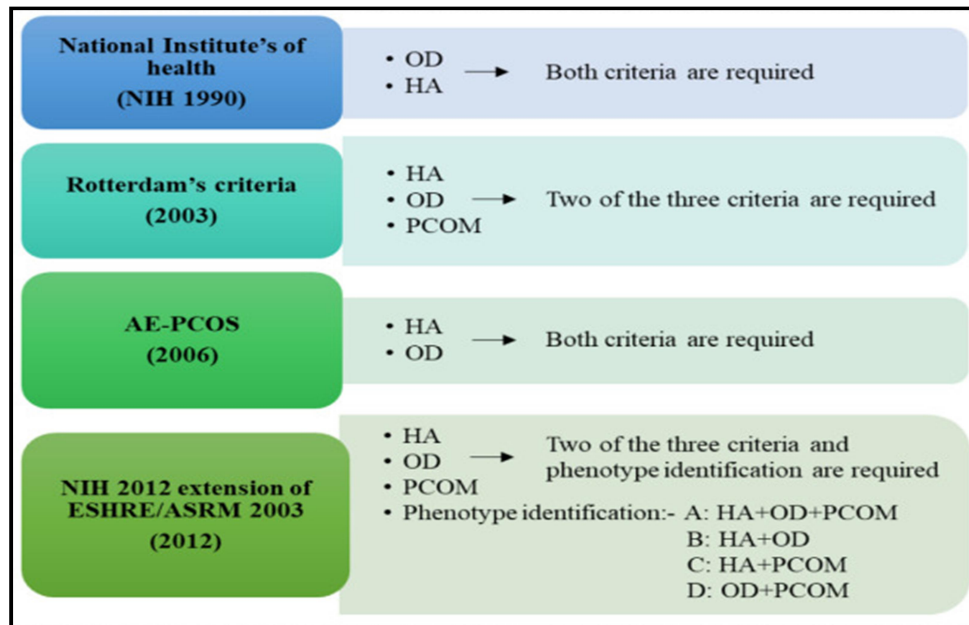 National Institute's of
health
(NIH 1990)
• OD
• HA
→ Both criteria are required
Rotterdam's criteria
(2003)
• HA
• OD
• PCOM
→ Two of the three criteria are required
AE-PCOS
(2006)
• HA
• OD
→ Both criteria are required
NIH 2012 extension of
ESHRE/ASRM 2003
(2012)
• HA
• OD
• PCOM
→ Two of the three criteria and
phenotype identification are required
• Phenotype identification:- A: HA+OD+PCOM
B: HA+OD
C: HA+PCOM
D: OD+PCOM